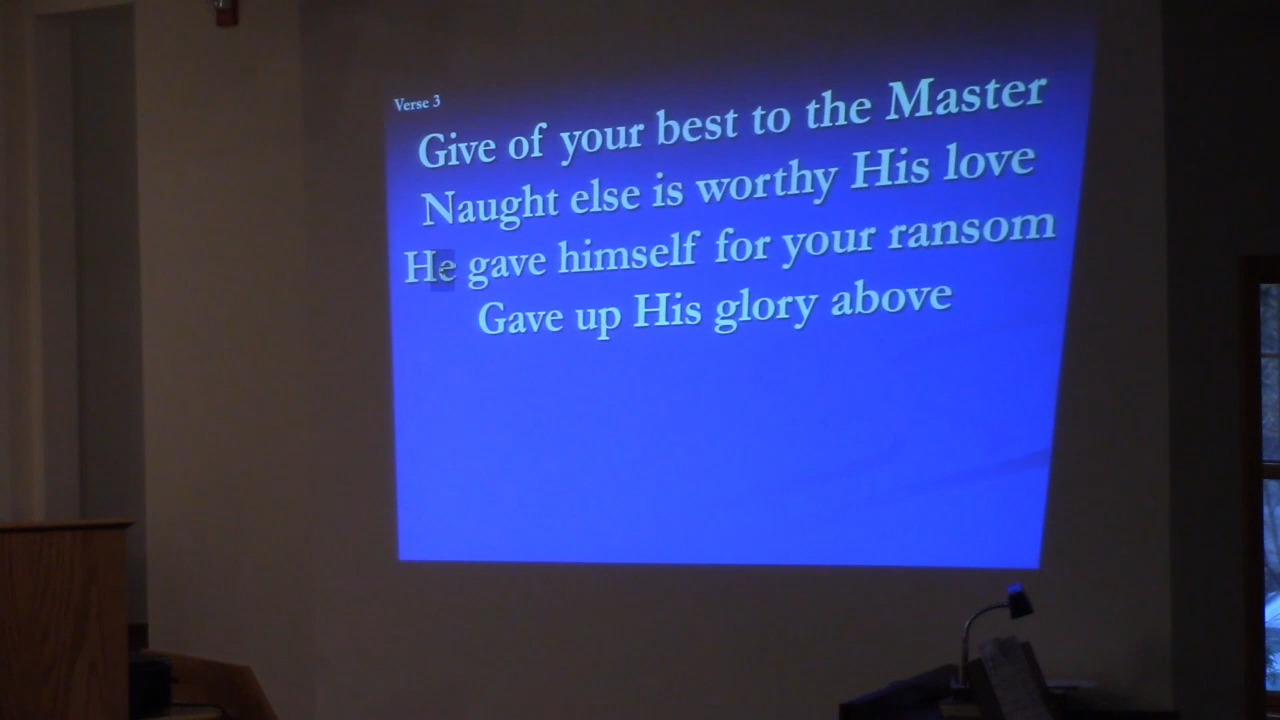 Verse 3
Give of your best to the Master
Naught else is worthy His love
He gave himself for your ransom
Gave up His glory above